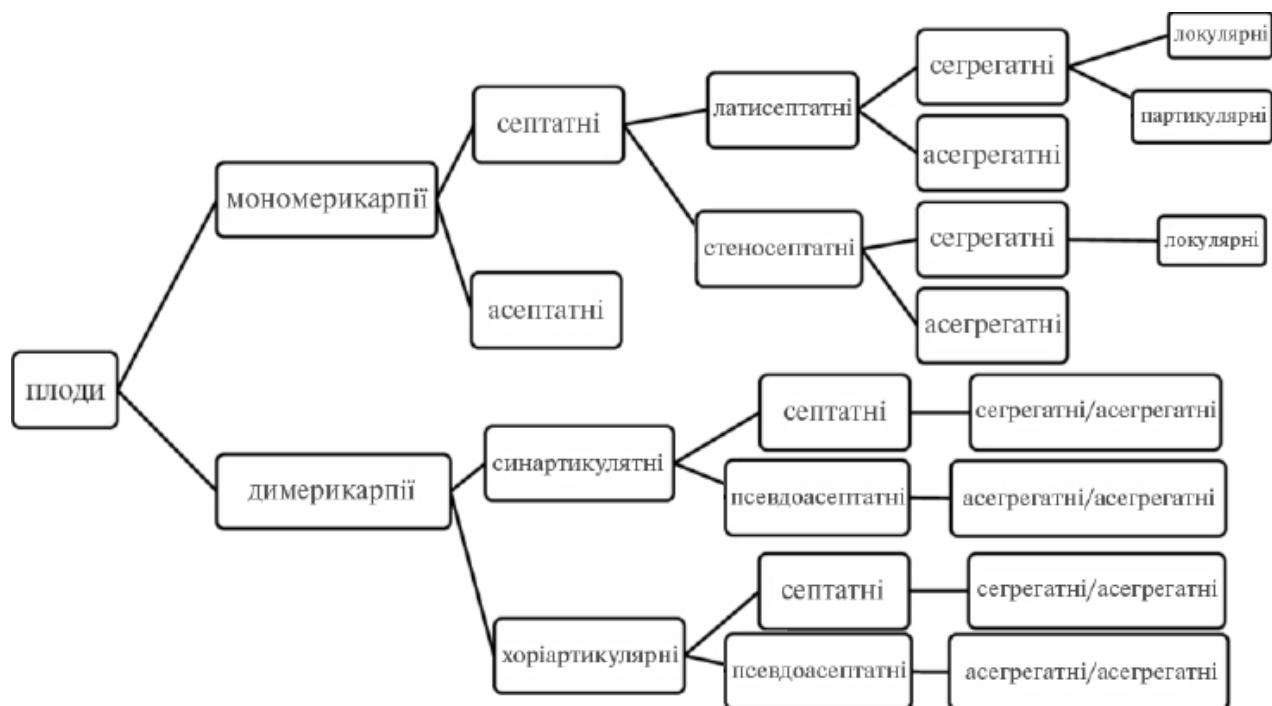 локулярні
сегрегатні
партикулярні
септатні
латисептатні
асегрегатні
мономерикарпії
стеносептатні
сегрегатні
локулярні
асептатні
асегрегатні
плоди
септатні
сегрегатні/асегрегатні
синартикулятні
димерикарпії
псевдоасептатні
асегрегатні/асегрегатні
септатні
сегрегатні/асегрегатні
хоріартикулярні
псевдоасептатні
асегрегатні/асегрегатні